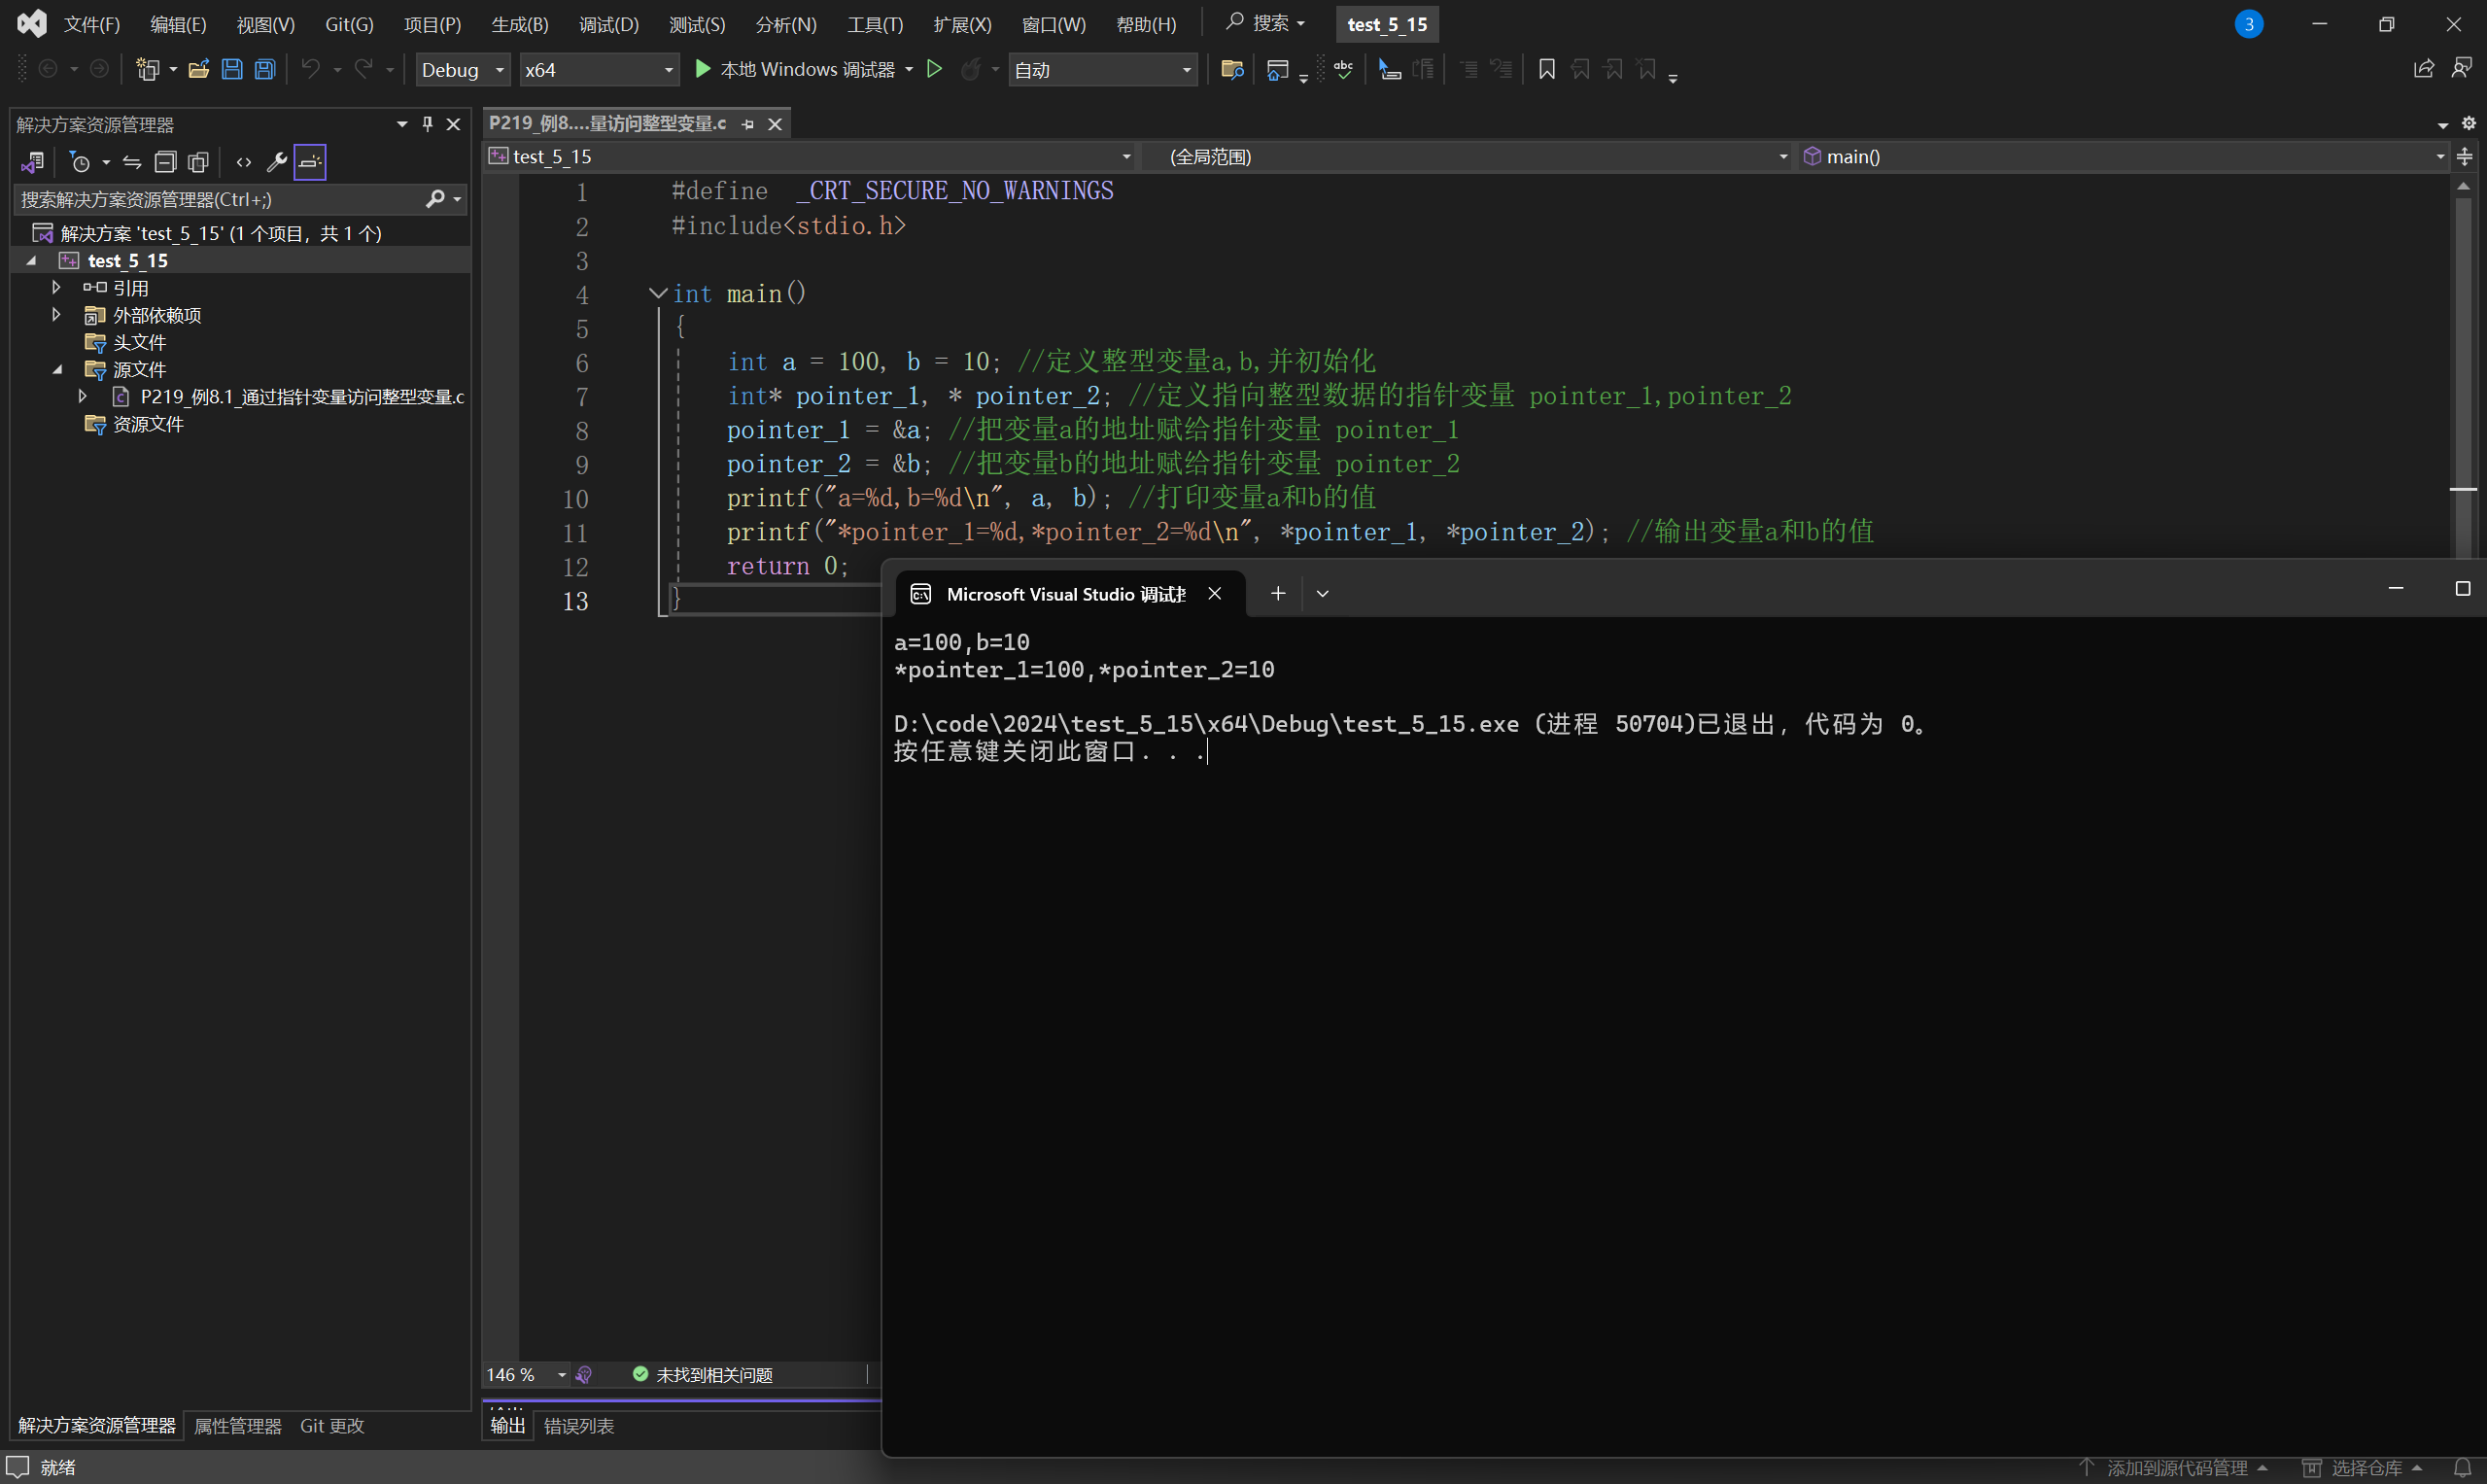 文件(F) 编辑(E) 视图(V) Git(G) 项目(P) 生成(B) 调试(D) 测试(S) 分析(N) 工具(T) 扩展(X) 窗口(W) 帮助(H) 搜索 test_5_15 3
Debug x64 本地 Windows 调试器 自动 abc
解决方案资源管理器
搜索解决方案资源管理器(Ctrl+;)
解决方案 'test_5_15' (1 个项目，共 1 个)
test_5_15
引用
外部依赖项
头文件
源文件
P219_例8.1_通过指针变量访问整型变量.c
资源文件
解决方案资源管理器 属性管理器 Git 更改
P219_例8....量访问整型变量.c
test_5_15 (全局范围) main()
1 #define _CRT_SECURE_NO_WARNINGS
2 #include<stdio.h>
3
4 int main()
5 {
6 int a = 100, b = 10; //定义整型变量a,b,并初始化
7 int* pointer_1, * pointer_2; //定义指向整型数据的指针变量 pointer_1,pointer_2
8 pointer_1 = &a; //把变量a的地址赋给指针变量 pointer_1
9 pointer_2 = &b; //把变量b的地址赋给指针变量 pointer_2
10 printf("a=%d,b=%d\n", a, b); //打印变量a和b的值
11 printf("*pointer_1=%d,*pointer_2=%d\n", *pointer_1, *pointer_2); //输出变量a和b的值
12 return 0;
13 }
Microsoft Visual Studio 调试
a=100,b=10
*pointer_1=100,*pointer_2=10
D:\code\2024\test_5_15\x64\Debug\test_5_15.exe (进程 50704)已退出，代码为 0。
按任意键关闭此窗口. . .
146 % 未找到相关问题
输出 错误列表
就绪 添加到源代码管理 选择仓库